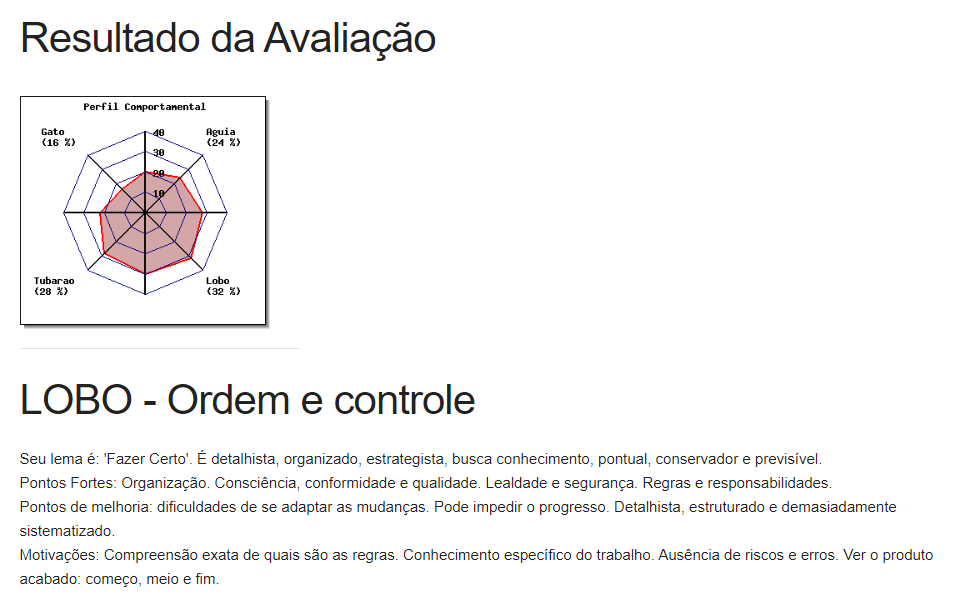 Resultado da Avaliação
Perfil Comportamental
Gato
(16 %)
Aguia
(24 %)
40
30
20
10
Tubarao
(28 %)
Lobo
(32 %)
LOBO - Ordem e controle
Seu lema é: 'Fazer Certo'. É detalhista, organizado, estrategista, busca conhecimento, pontual, conservador e previsível.
Pontos Fortes: Organização. Consciência, conformidade e qualidade. Lealdade e segurança. Regras e responsabilidades.
Pontos de melhoria: dificuldades de se adaptar as mudanças. Pode impedir o progresso. Detalhista, estruturado e demasiadamente
sistematizado.
Motivações: Compreensão exata de quais são as regras. Conhecimento específico do trabalho. Ausência de riscos e erros. Ver o produto
acabado: começo, meio e fim.